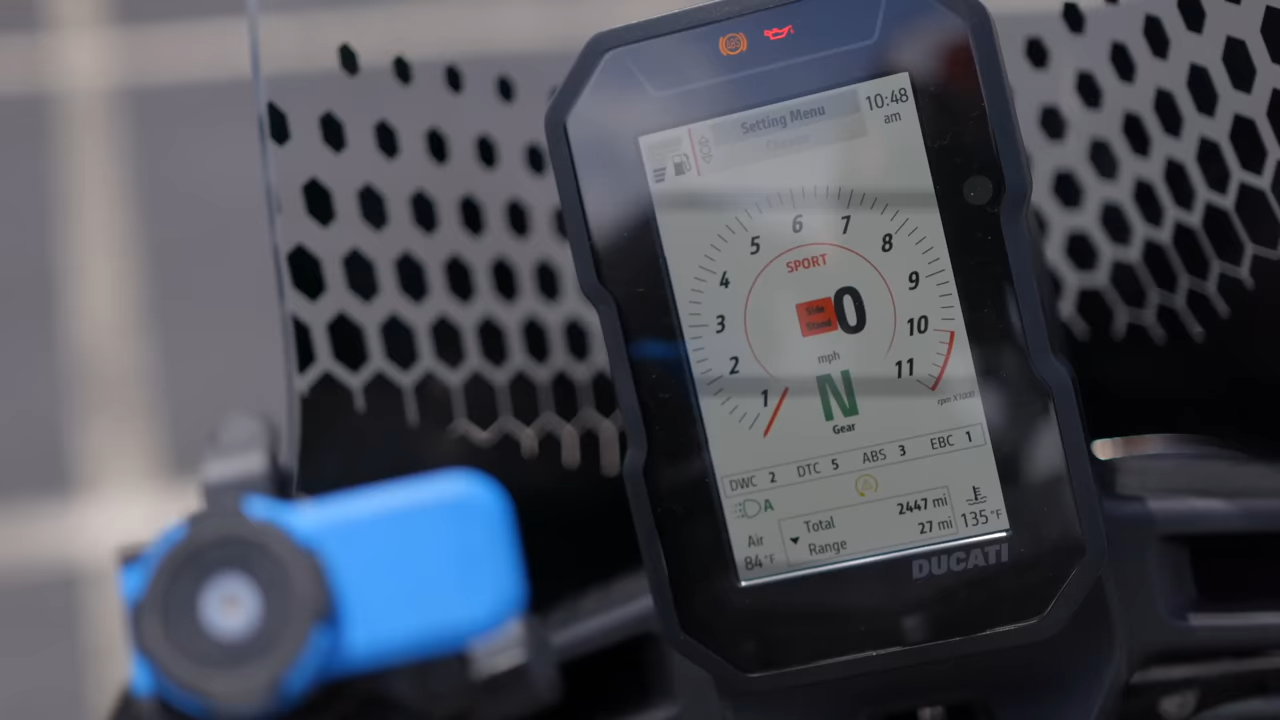 ABS
Setting Menu
10:48
am
6
7
5
8
4
9
SPORT
3
10
Side
Stand
0
2
11
mph
1
N
rpm X1000
Gear
DWC 2 DTC 5 ABS 3 EBC 1
A
Total 2447 mi
Range 27 mi
Air
84°F
135°F
DUCATI